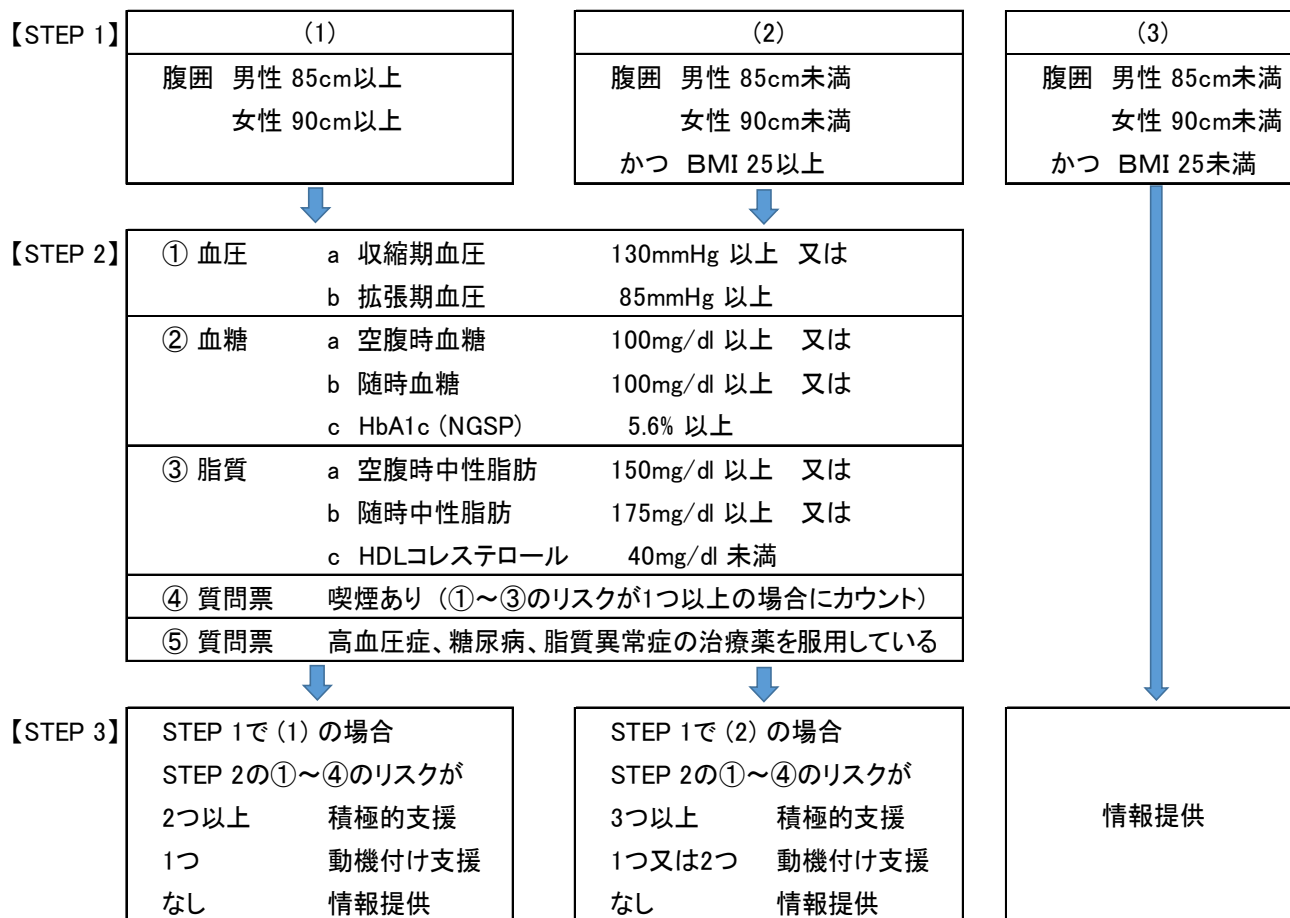 【STEP 1】
(1)
腹囲 男性 85cm以上
女性 90cm以上
(2)
腹囲 男性 85cm未満
女性 90cm未満
かつ BMI 25以上
(3)
腹囲 男性 85cm未満
女性 90cm未満
かつ BMI 25未満
【STEP 2】
① 血圧 a 収縮期血圧 130mmHg 以上 又は
b 拡張期血圧 85mmHg 以上
② 血糖 a 空腹時血糖 100mg/dl 以上 又は
b 随時血糖 100mg/dl 以上 又は
c HbA1c (NGSP) 5.6% 以上
③ 脂質 a 空腹時中性脂肪 150mg/dl 以上 又は
b 随時中性脂肪 175mg/dl 以上 又は
c HDLコレステロール 40mg/dl 未満
④ 質問票 喫煙あり (①～③のリスクが1つ以上の場合にカウント)
⑤ 質問票 高血圧症、糖尿病、脂質異常症の治療薬を服用している
【STEP 3】
STEP 1で (1) の場合
STEP 2の①～④のリスクが
2つ以上 積極的支援
1つ 動機付け支援
なし 情報提供
STEP 1で (2) の場合
STEP 2の①～④のリスクが
3つ以上 積極的支援
1つ又は2つ 動機付け支援
なし 情報提供
情報提供